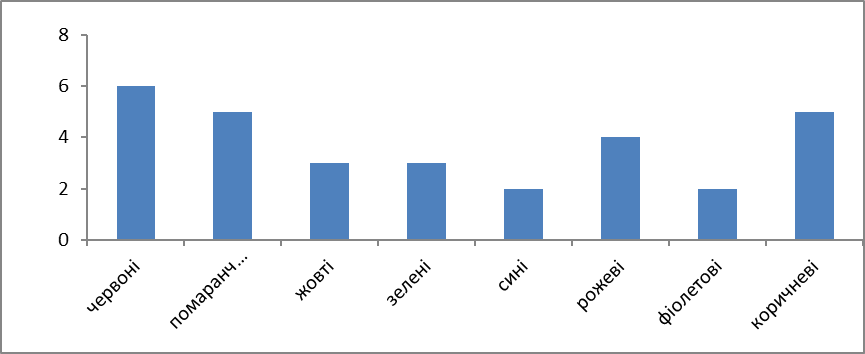 8
6
4
2
0
червоні
помаранч...
жовті
зелені
сині
рожеві
фіолетові
коричневі